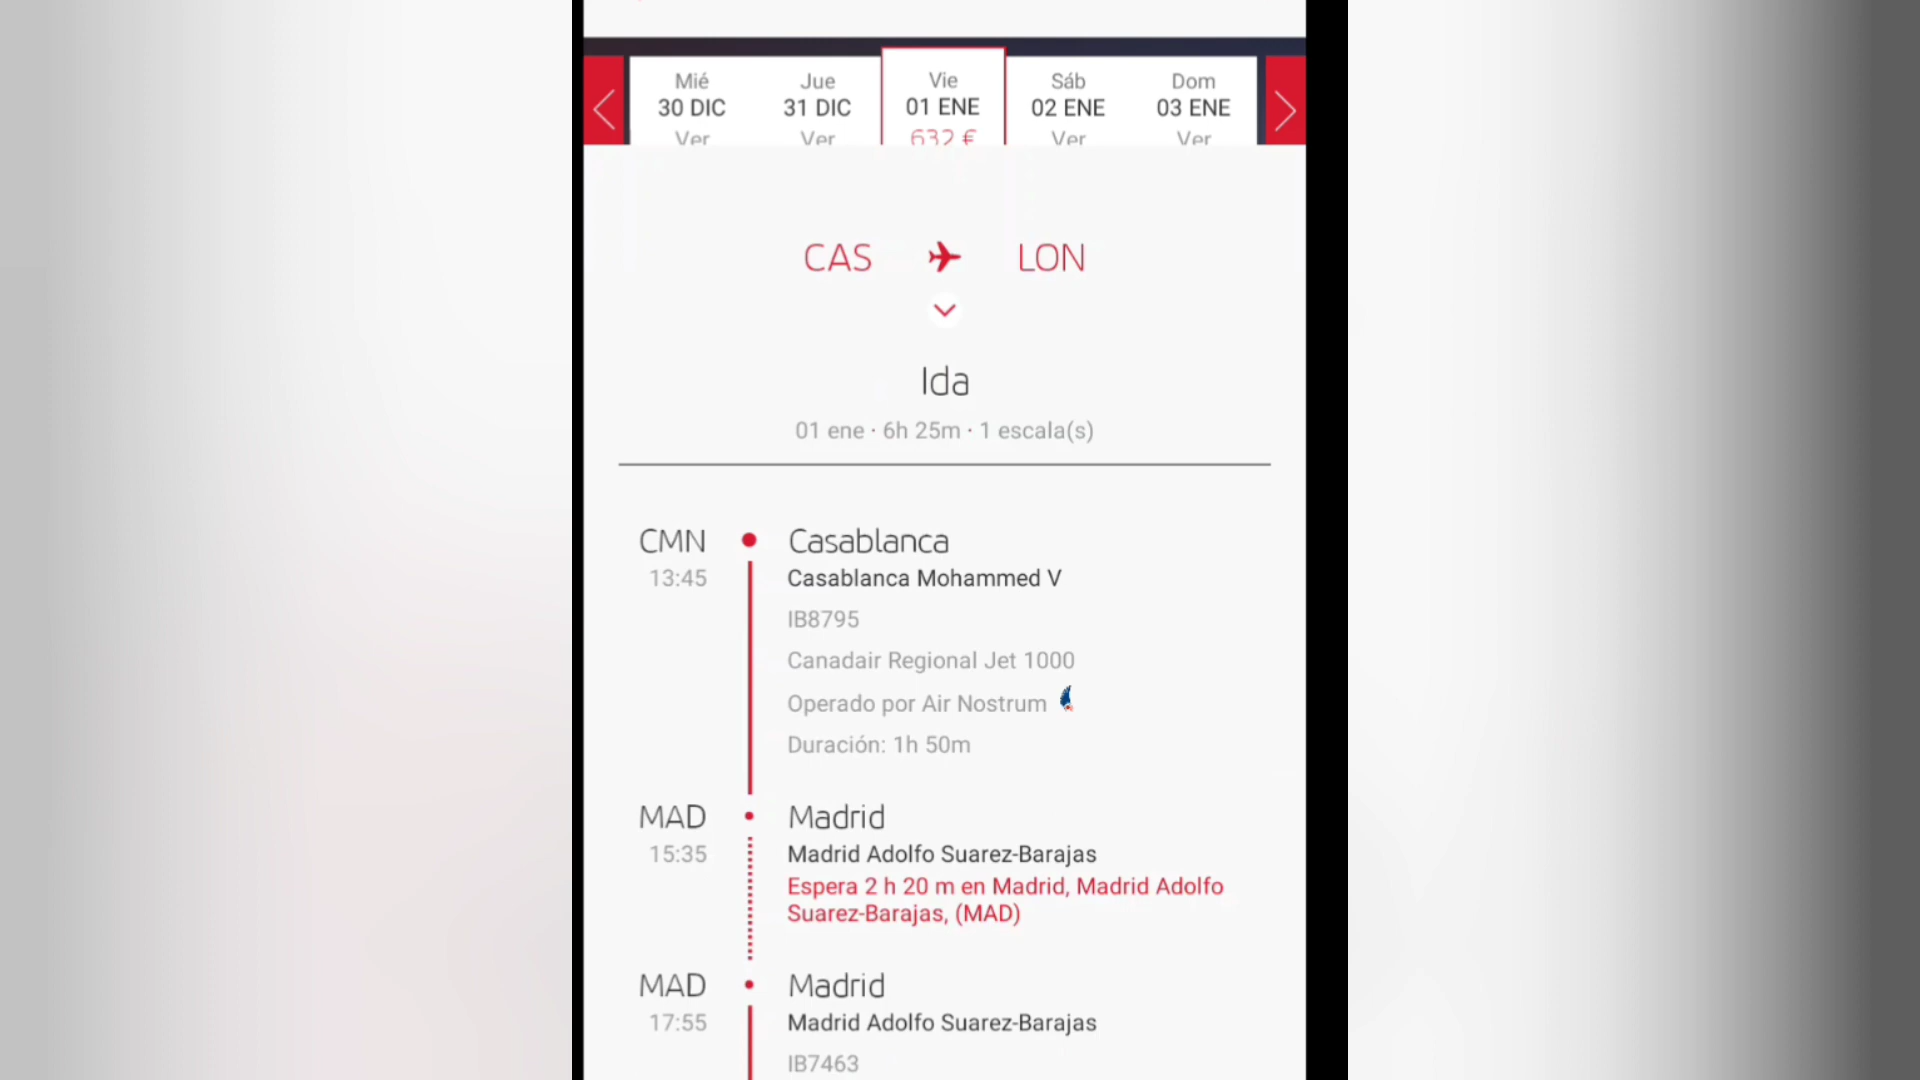 Mié Jue Vie Sáb Dom
30 DIC 31 DIC 01 ENE 02 ENE 03 ENE
Ver Ver 632 € Ver Ver
CAS LON
Ida
01 ene · 6h 25m · 1 escala(s)
CMN Casablanca
13:45 Casablanca Mohammed V
IB8795
Canadair Regional Jet 1000
Operado por Air Nostrum
Duración: 1h 50m
MAD Madrid
15:35 Madrid Adolfo Suarez-Barajas
Espera 2 h 20 m en Madrid, Madrid Adolfo
Suarez-Barajas, (MAD)
MAD Madrid
17:55 Madrid Adolfo Suarez-Barajas
IB7463